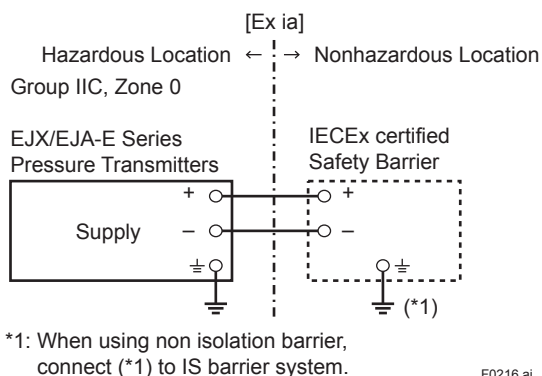 [Ex ia]
Hazardous Location ← → Nonhazardous Location
Group IIC, Zone 0
EJX/EJA-E Series
Pressure Transmitters
IECEx certified
Safety Barrier
+ +
Supply – –
(*1)
*1: When using non isolation barrier,
connect (*1) to IS barrier system.
F0216.ai